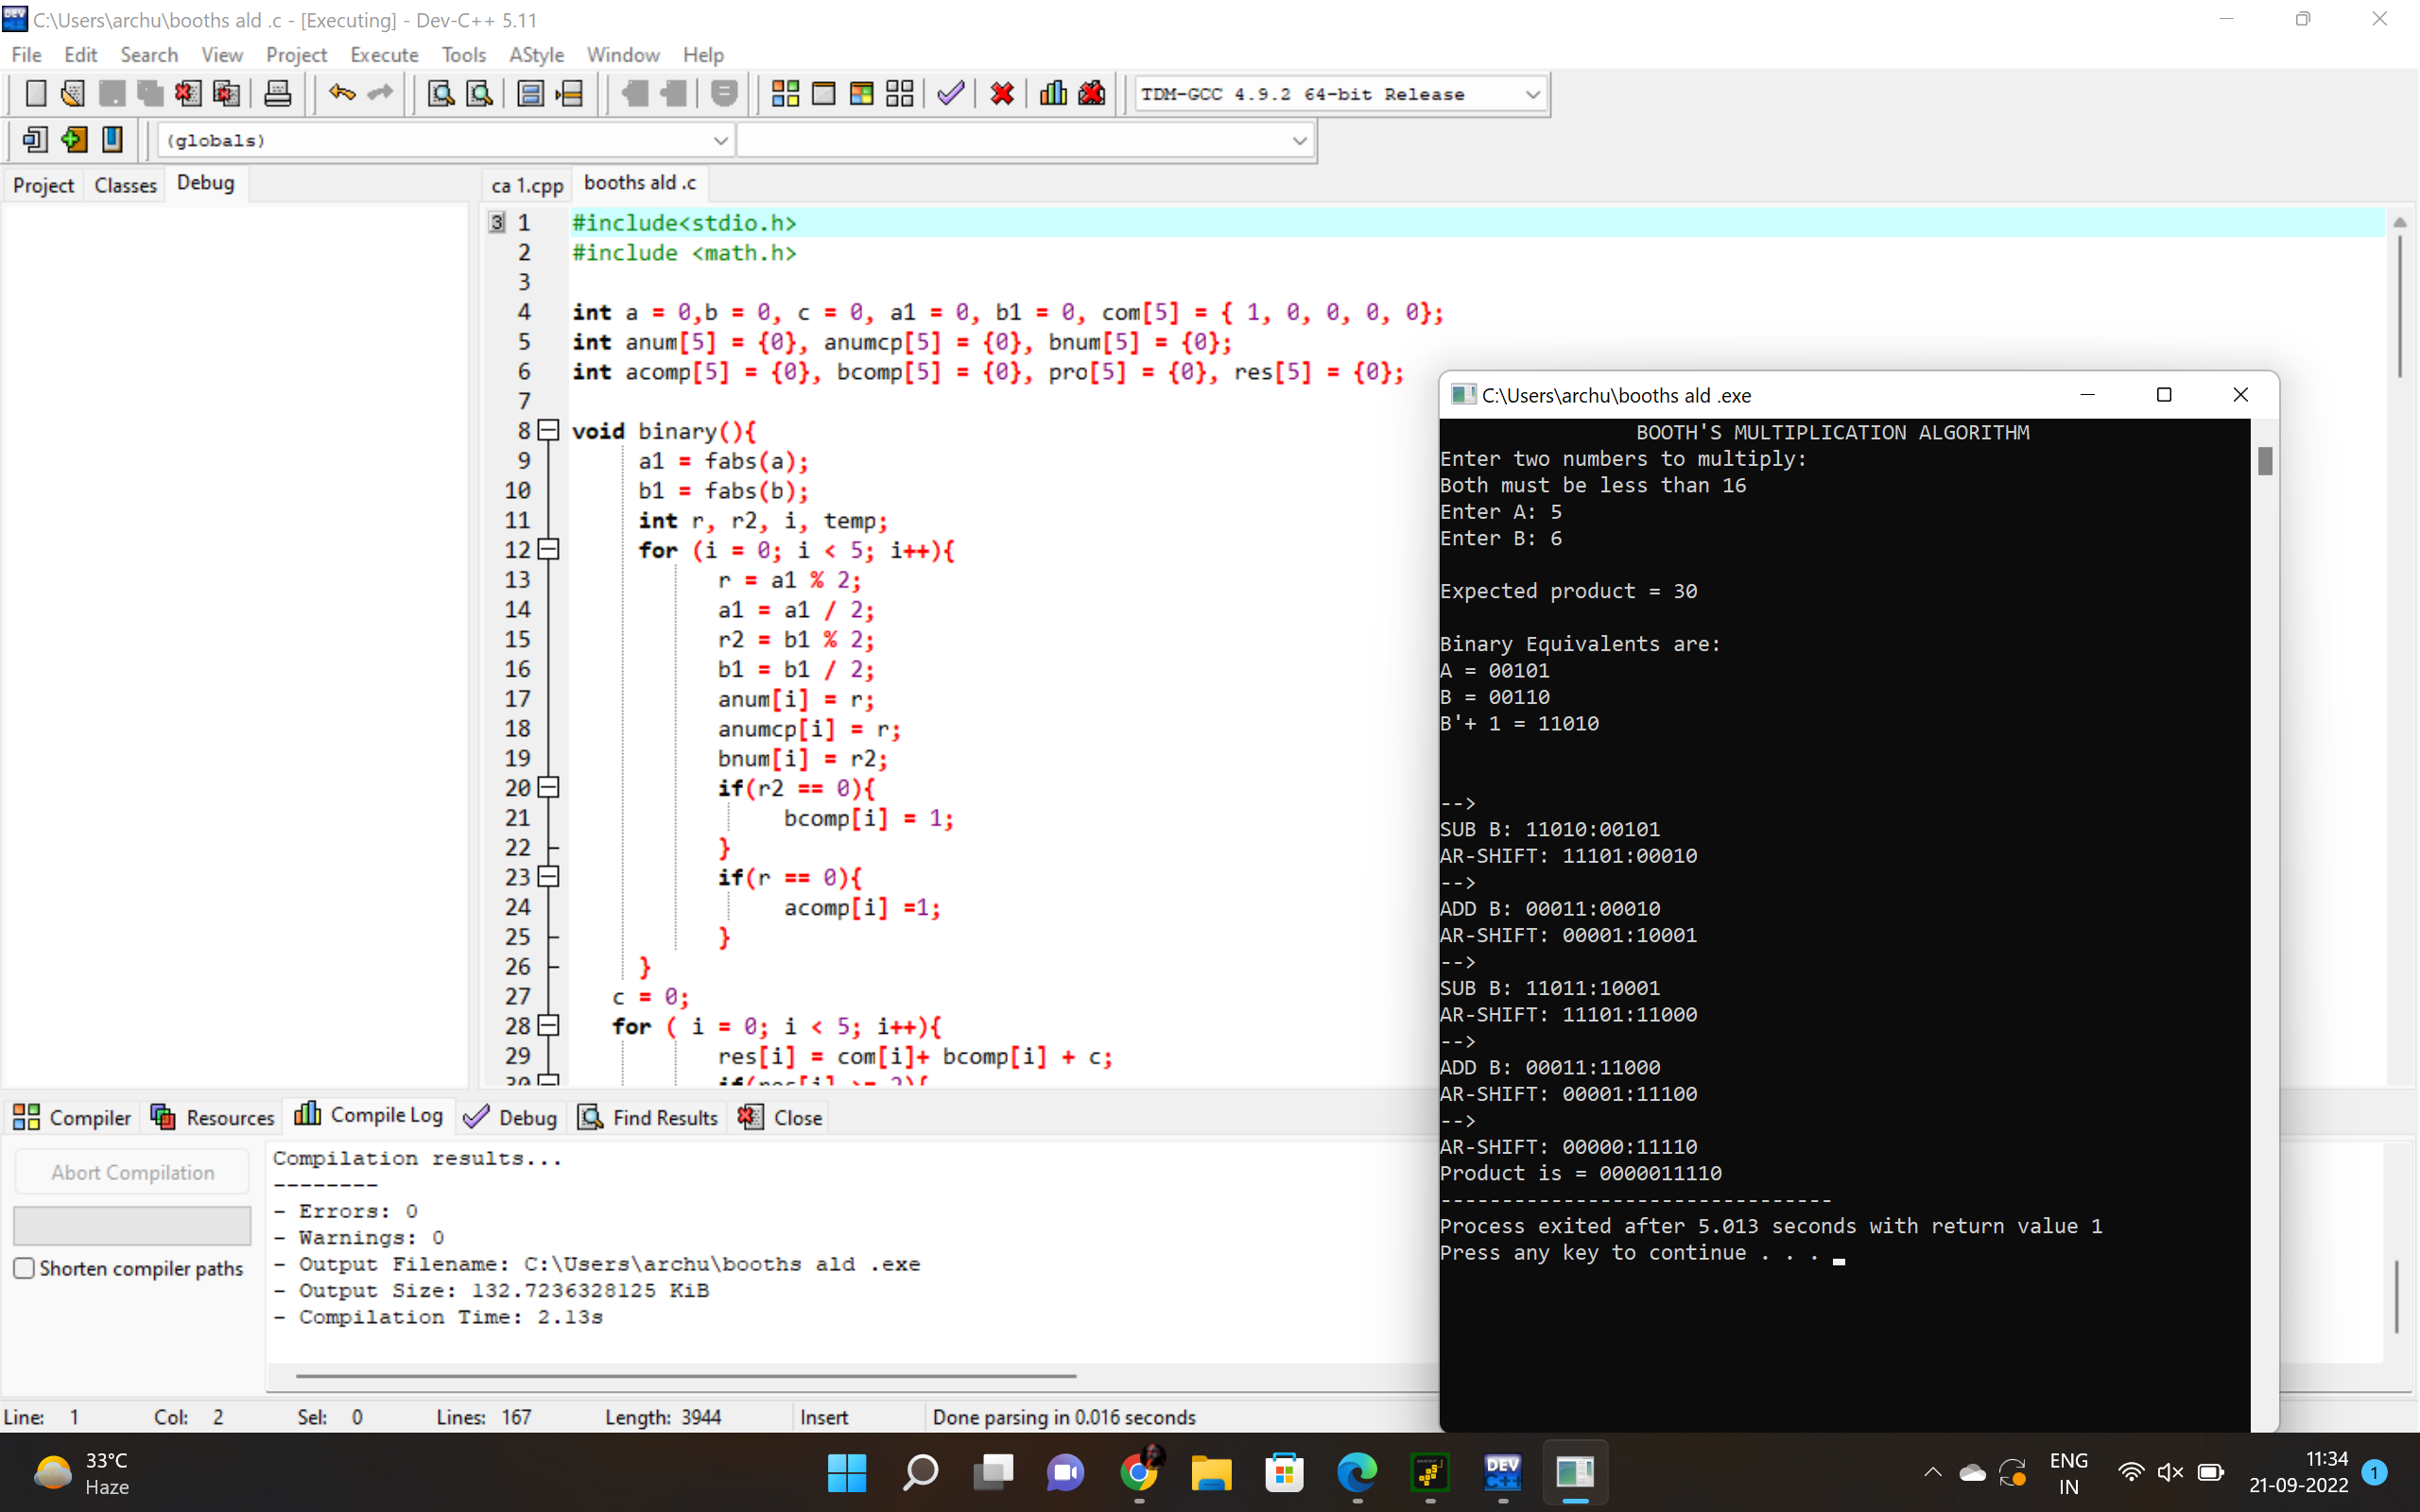 C:\Users\archu\booths ald .c - [Executing] - Dev-C++ 5.11
File Edit Search View Project Execute Tools AStyle Window Help
TDM-GCC 4.9.2 64-bit Release
(globals)
Project Classes Debug
ca 1.cpp booths ald .c
3 1 #include<stdio.h>
2 #include <math.h>
3
4 int a = 0,b = 0, c = 0, a1 = 0, b1 = 0, com[5] = { 1, 0, 0, 0, 0};
5 int anum[5] = {0}, anumcp[5] = {0}, bnum[5] = {0};
6 int acomp[5] = {0}, bcomp[5] = {0}, pro[5] = {0}, res[5] = {0};
7
8 void binary(){
9 a1 = fabs(a);
10 b1 = fabs(b);
11 int r, r2, i, temp;
12 for (i = 0; i < 5; i++){
13 r = a1 % 2;
14 a1 = a1 / 2;
15 r2 = b1 % 2;
16 b1 = b1 / 2;
17 anum[i] = r;
18 anumcp[i] = r;
19 bnum[i] = r2;
20 if(r2 == 0){
21 bcomp[i] = 1;
22 }
23 if(r == 0){
24 acomp[i] =1;
25 }
26 }
27 c = 0;
28 for ( i = 0; i < 5; i++){
29 res[i] = com[i]+ bcomp[i] + c;
30 if(res[i] >= 2){
C:\Users\archu\booths ald .exe
BOOTH'S MULTIPLICATION ALGORITHM
Enter two numbers to multiply:
Both must be less than 16
Enter A: 5
Enter B: 6
Expected product = 30
Binary Equivalents are:
A = 00101
B = 00110
B'+ 1 = 11010
-->
SUB B: 11010:00101
AR-SHIFT: 11101:00010
-->
ADD B: 00011:00010
AR-SHIFT: 00001:10001
-->
SUB B: 11011:10001
AR-SHIFT: 11101:11000
-->
ADD B: 00011:11000
AR-SHIFT: 00001:11100
-->
AR-SHIFT: 00000:11110
Product is = 0000011110
--------------------------------
Process exited after 5.013 seconds with return value 1
Press any key to continue . . .
Compiler Resources Compile Log Debug Find Results Close
Abort Compilation
Shorten compiler paths
Compilation results...
--------
- Errors: 0
- Warnings: 0
- Output Filename: C:\Users\archu\booths ald .exe
- Output Size: 132.7236328125 KiB
- Compilation Time: 2.13s
Line: 1 Col: 2 Sel: 0 Lines: 167 Length: 3944 Insert Done parsing in 0.016 seconds
33°C
Haze
DEV
C++
ENG
IN
11:34
21-09-2022
1